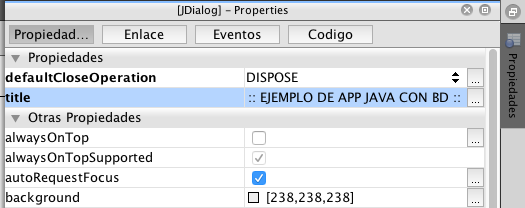 [JDialog] - Properties
Propiedad... Enlace Eventos Codigo
Propiedades
defaultCloseOperation DISPOSE ...
title :: EJEMPLO DE APP JAVA CON BD :: ...
Otras Propiedades
alwaysOnTop ...
alwaysOnTopSupported
autoRequestFocus ...
background [238,238,238] ...
Propiedades